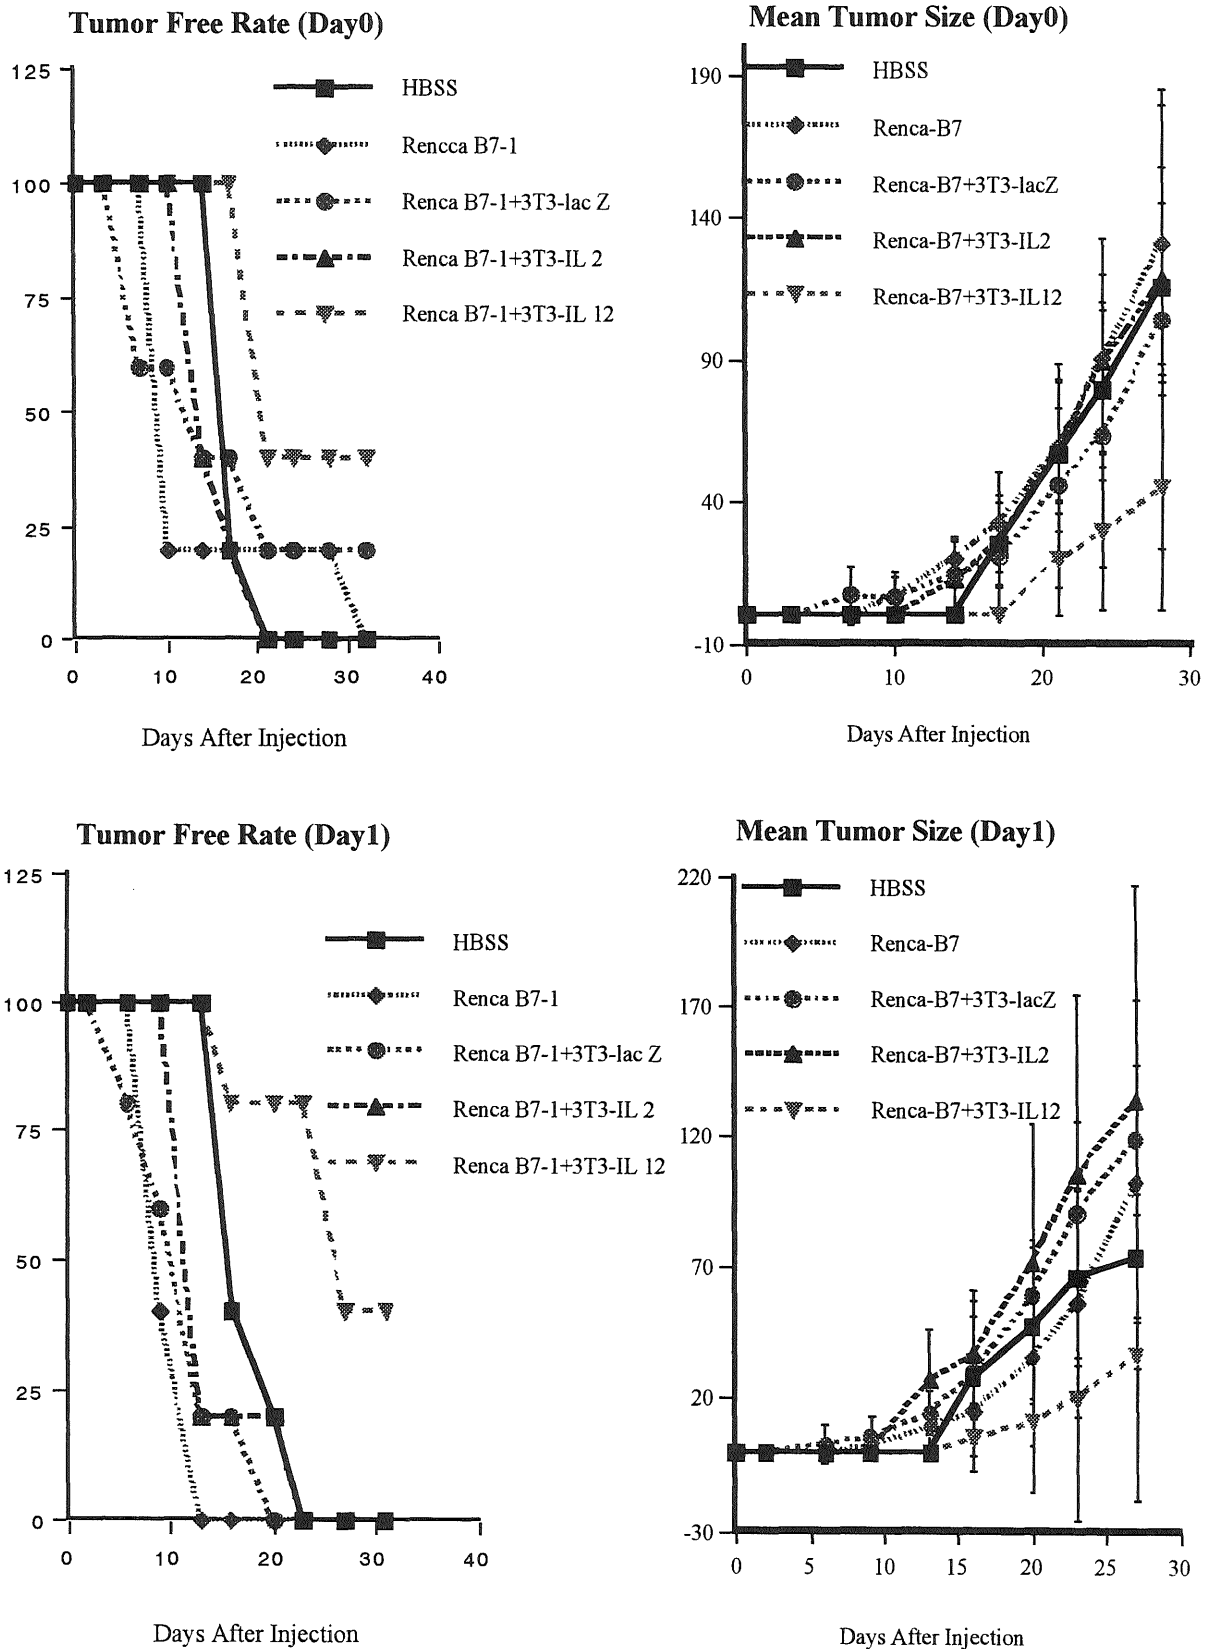 Tumor Free Rate (Day0)
125
100
75
50
25
0
0 10 20 30 40
HBSS
Rencca B7-1
Renca B7-1+3T3-lac Z
Renca B7-1+3T3-IL 2
Renca B7-1+3T3-IL 12
Days After Injection
Mean Tumor Size (Day0)
190
140
90
40
-10
0 10 20 30
HBSS
Renca-B7
Renca-B7+3T3-lacZ
Renca-B7+3T3-IL2
Renca-B7+3T3-IL12
Days After Injection
Tumor Free Rate (Day1)
125
100
75
50
25
0
0 10 20 30 40
HBSS
Renca B7-1
Renca B7-1+3T3-lac Z
Renca B7-1+3T3-IL 2
Renca B7-1+3T3-IL 12
Days After Injection
Mean Tumor Size (Day1)
220
170
120
70
20
-30
0 5 10 15 20 25 30
HBSS
Renca-B7
Renca-B7+3T3-lacZ
Renca-B7+3T3-IL2
Renca-B7+3T3-IL12
Days After Injection